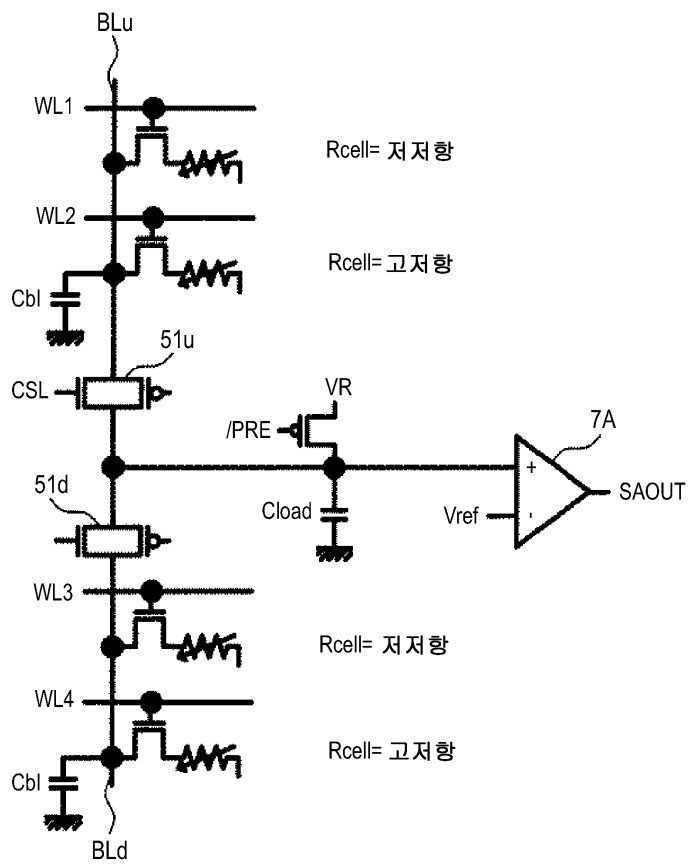 BLu
WL1
Rcell= 저저항
WL2
Rcell= 고저항
Cbl
51u
CSL
VR
/PRE
7A
+
SAOUT
51d
Cload
Vref
-
WL3
Rcell= 저저항
WL4
Rcell= 고저항
Cbl
BLd